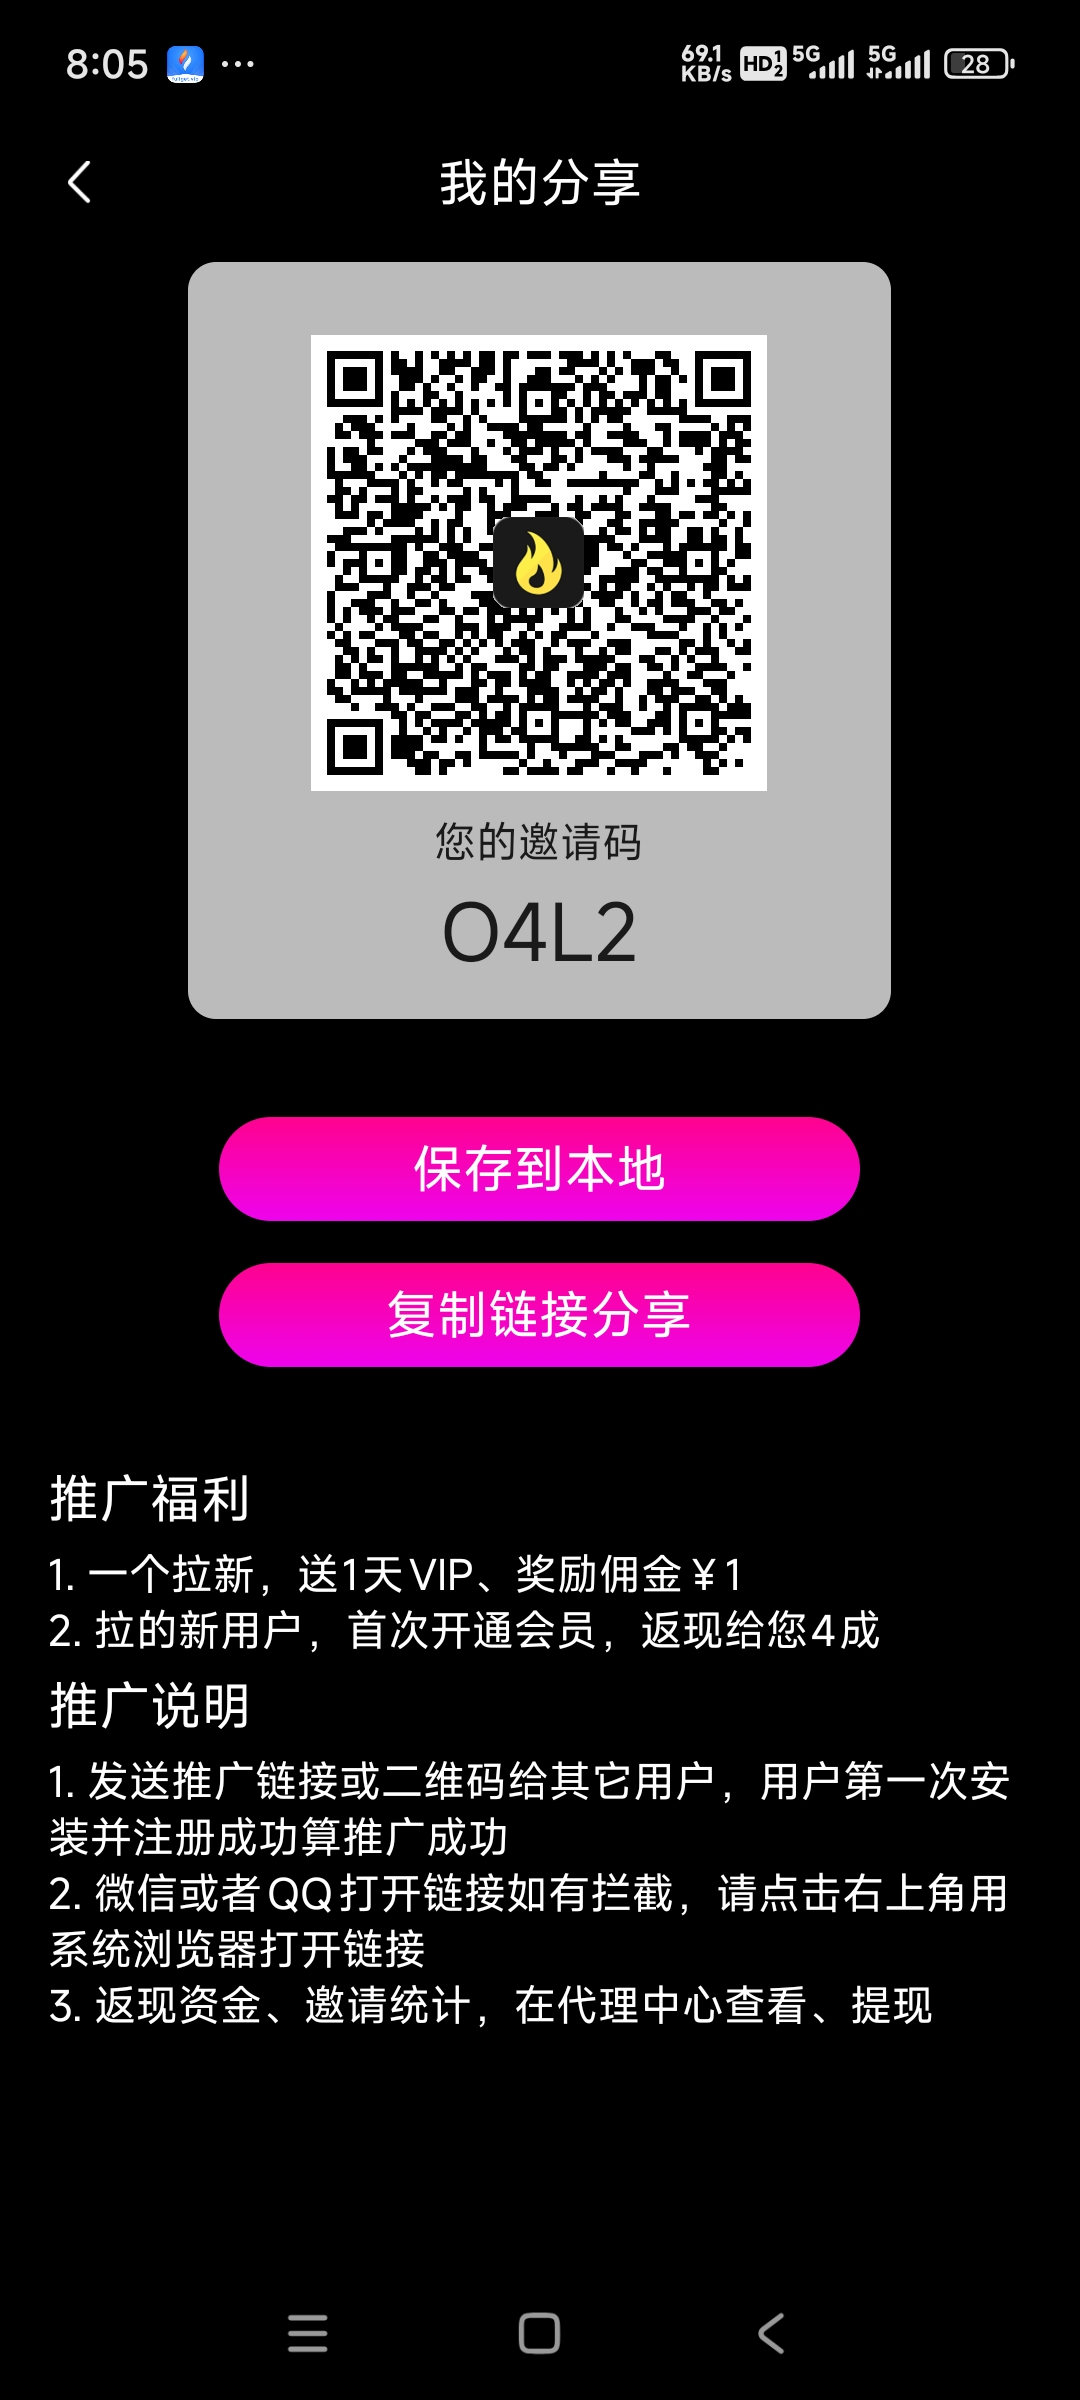 8:05 ···
69.1 KB/s HD 1 2 5G 5G 28
我的分享
您的邀请码
O4L2
保存到本地
复制链接分享
推广福利
1. 一个拉新，送1天VIP、奖励佣金￥1
2. 拉的新用户，首次开通会员，返现给您4成
推广说明
1. 发送推广链接或二维码给其它用户，用户第一次安
装并注册成功算推广成功
2. 微信或者QQ打开链接如有拦截，请点击右上角用
系统浏览器打开链接
3. 返现资金、邀请统计，在代理中心查看、提现